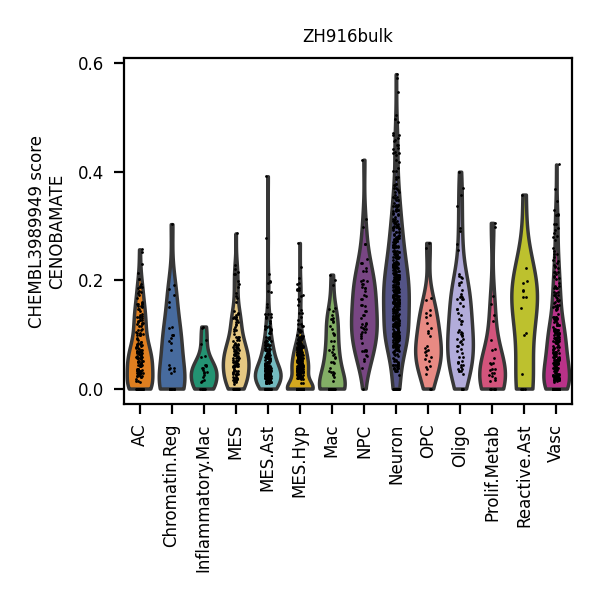 ZH916bulk
CHEMBL3989949 score
CENOBAMATE
0.6
0.4
0.2
0.0
AC
Chromatin.Reg
Inflammatory.Mac
MES
MES.Ast
MES.Hyp
Mac
NPC
Neuron
OPC
Oligo
Prolif.Metab
Reactive.Ast
Vasc